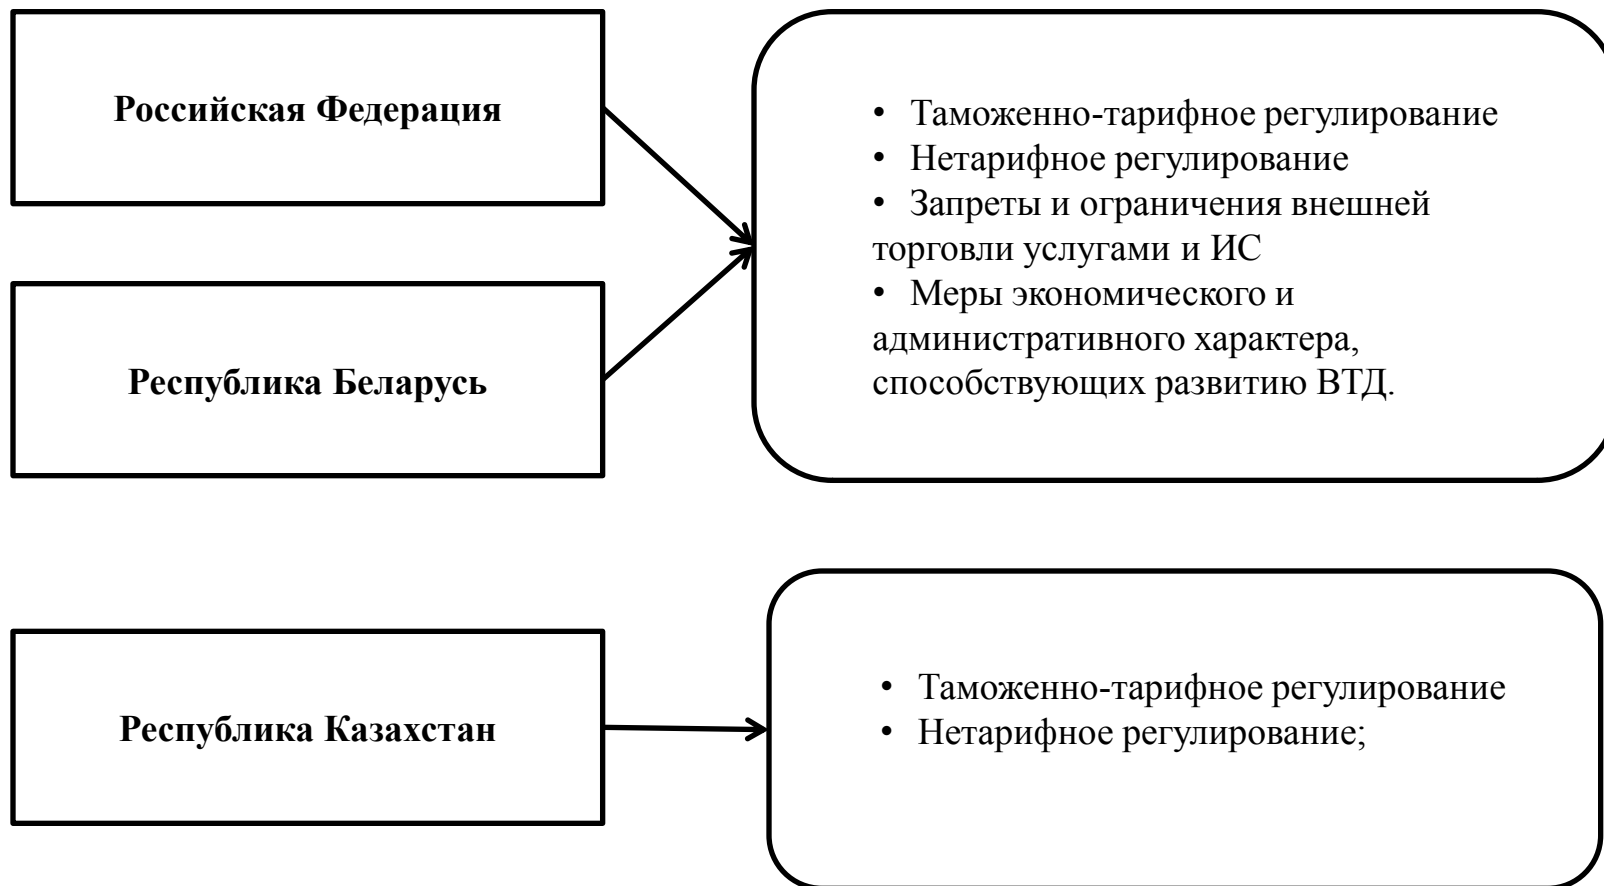 Российская Федерация
• Таможенно-тарифное регулирование
• Нетарифное регулирование
• Запреты и ограничения внешней
торговли услугами и ИС
• Меры экономического и
административного характера,
способствующих развитию ВТД.
Республика Беларусь
Республика Казахстан
• Таможенно-тарифное регулирование
• Нетарифное регулирование;